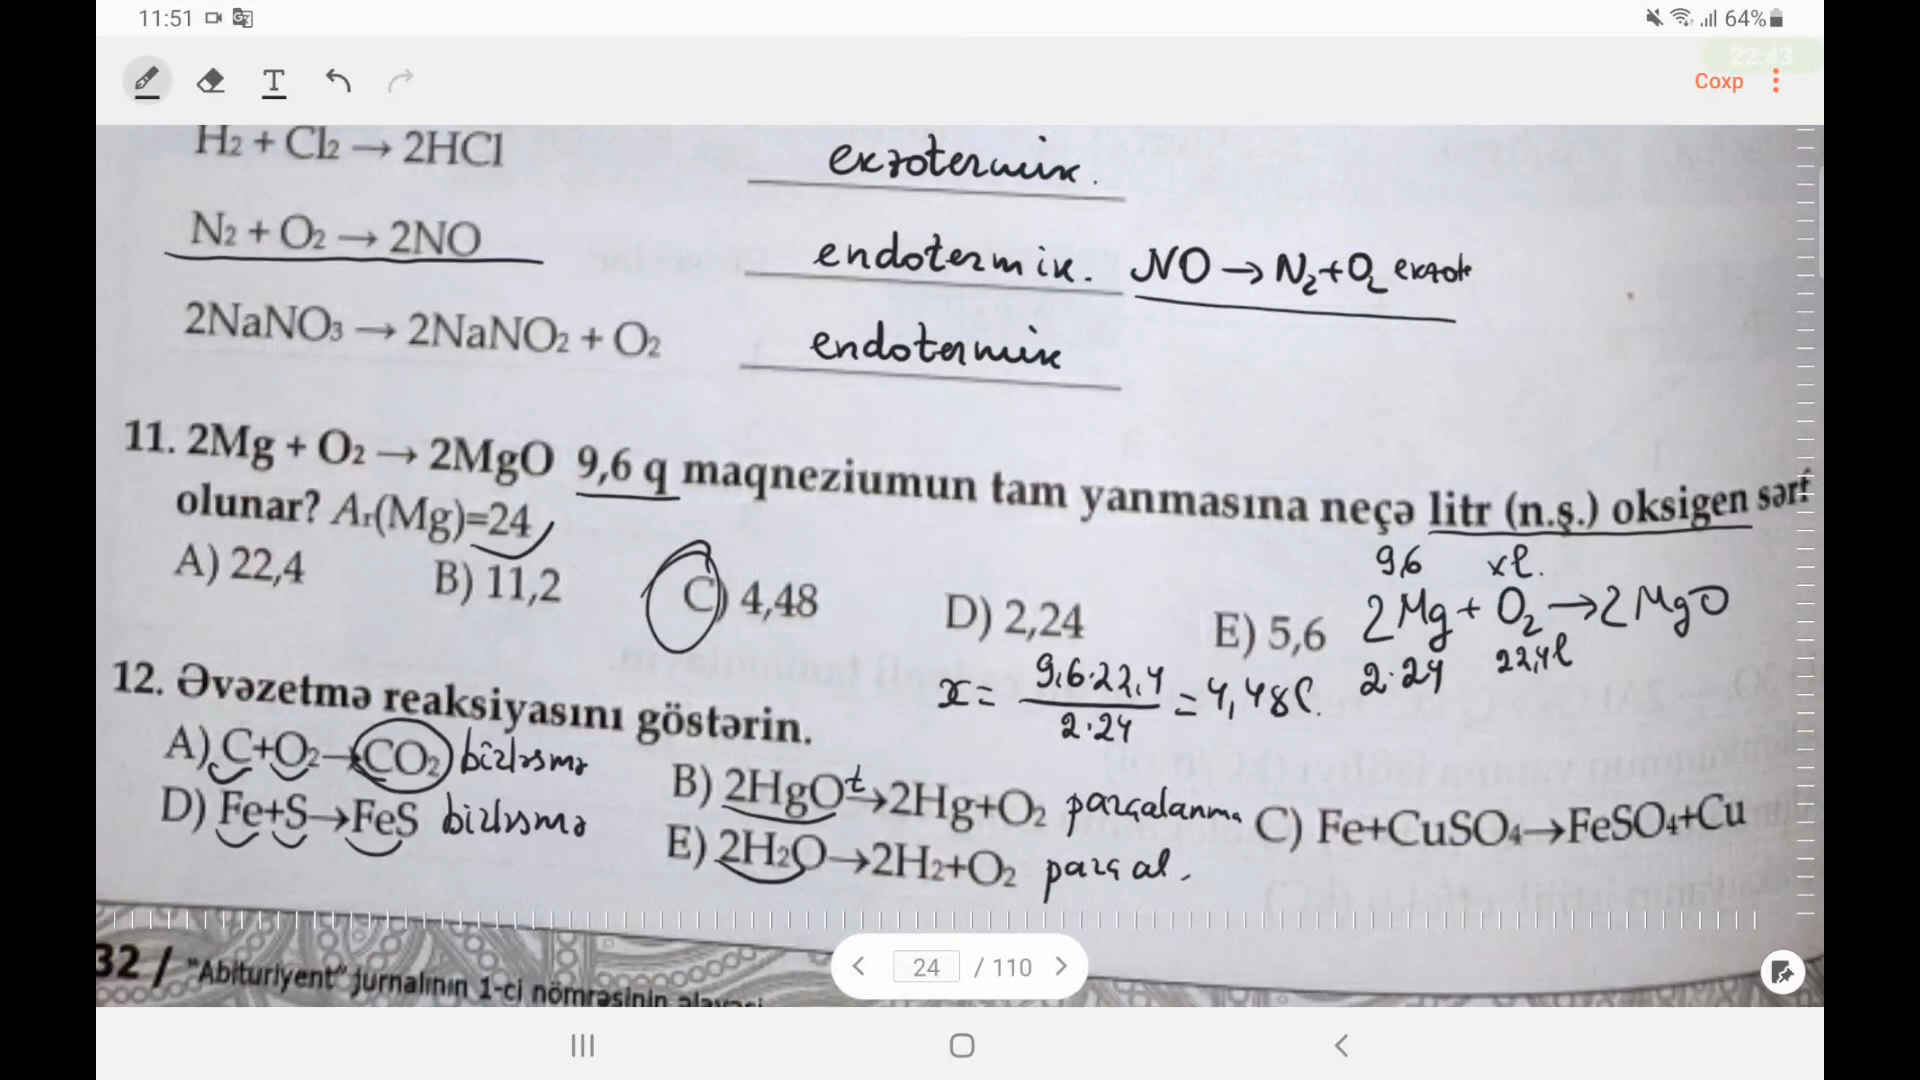 11:51 64%
22:43
T Сохр
H₂ + Cl₂ → 2HCl ekzotermik.
N₂ + O₂ → 2NO endotermik. NO → N₂+O₂ ekzot
2NaNO₃ → 2NaNO₂ + O₂ endotermik
11. 2Mg + O₂ → 2MgO 9,6 q maqneziumun tam yanmasına neçə litr (n.ş.) oksigen sərf
olunar? Aᵣ(Mg)=24
A) 22,4 B) 11,2 C) 4,48 D) 2,24 E) 5,6
9,6 xl.
2Mg + O₂ → 2MgO
2·24 22,4l
x = 9,6·22,4 / 2·24 = 4,48l.
12. Əvəzetmə reaksiyasını göstərin.
A) C+O₂→CO₂ birləşmə B) 2HgO t→2Hg+O₂ parçalanma C) Fe+CuSO₄→FeSO₄+Cu
D) Fe+S→FeS birləşmə E) 2H₂O→2H₂+O₂ parçal.
32 / "Abituriyent" jurnalının 1-ci nömrəsinin əlavəsi
24 / 110